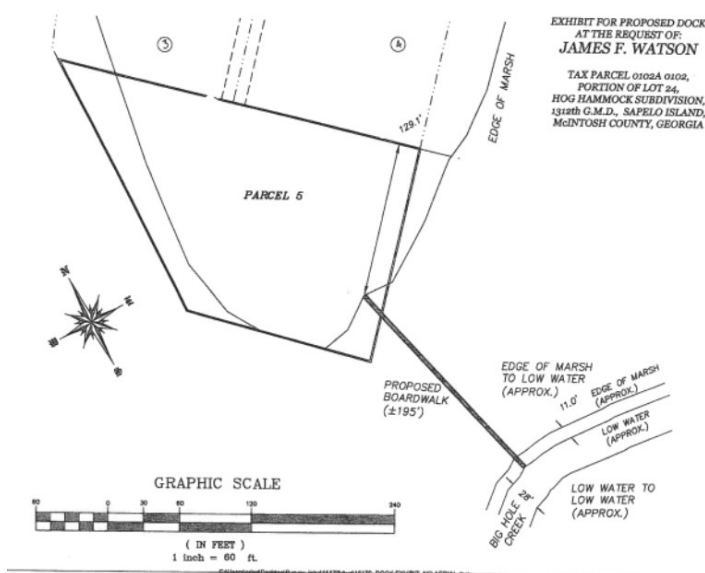 EXHIBIT FOR PROPOSED DOCK
AT THE REQUEST OF:
JAMES F. WATSON
TAX PARCEL 0102A 0102,
PORTION OF LOT 24,
HOG HAMMOCK SUBDIVISION,
1312th G.M.D., SAPELO ISLAND,
McINTOSH COUNTY, GEORGIA
3
4
EDGE OF MARSH
129.1'
PARCEL 5
N
PROPOSED
BOARDWALK
(±195')
EDGE OF MARSH
TO LOW WATER
(APPROX.)
11.0'
EDGE OF MARSH
(APPROX.)
LOW WATER
(APPROX.)
28'
BIG HOLE
CREEK
LOW WATER TO
LOW WATER
(APPROX.)
GRAPHIC SCALE
60 0 30 60 120 240
( IN FEET )
1 inch = 60 ft.